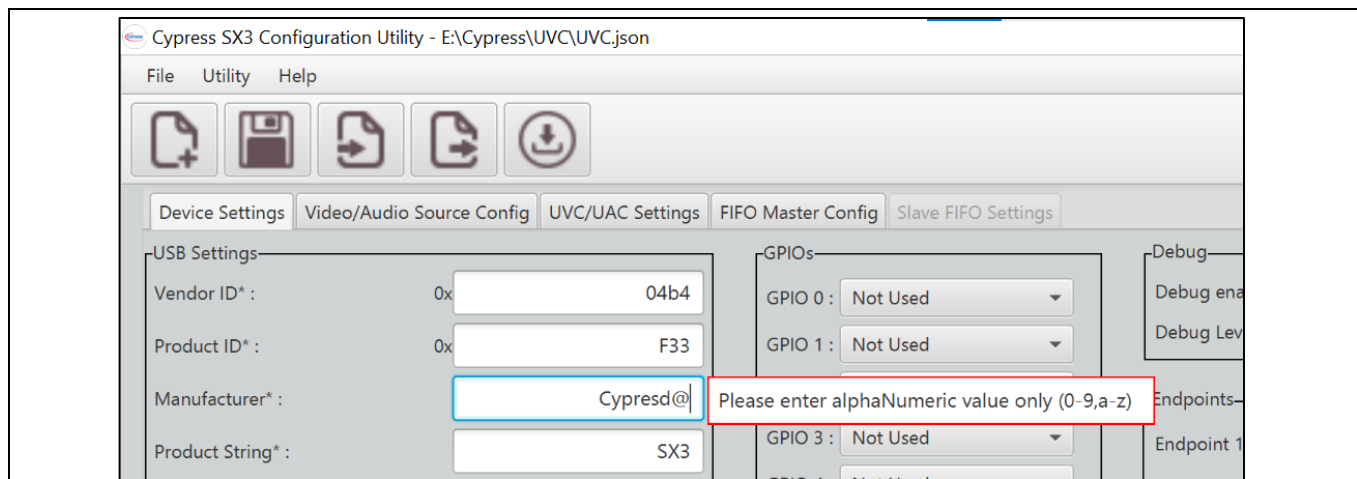 Cypress SX3 Configuration Utility - E:\Cypress\UVC\UVC.json
File Utility Help
Device Settings Video/Audio Source Config UVC/UAC Settings FIFO Master Config Slave FIFO Settings
USB Settings GPIOs Debug
Vendor ID* : 0x 04b4 GPIO 0 : Not Used Debug ena
Product ID* : 0x F33 GPIO 1 : Not Used Debug Lev
Manufacturer* : Cypresd@ Please enter alphaNumeric value only (0-9,a-z) Endpoints
Product String* : SX3 GPIO 3 : Not Used Endpoint 1